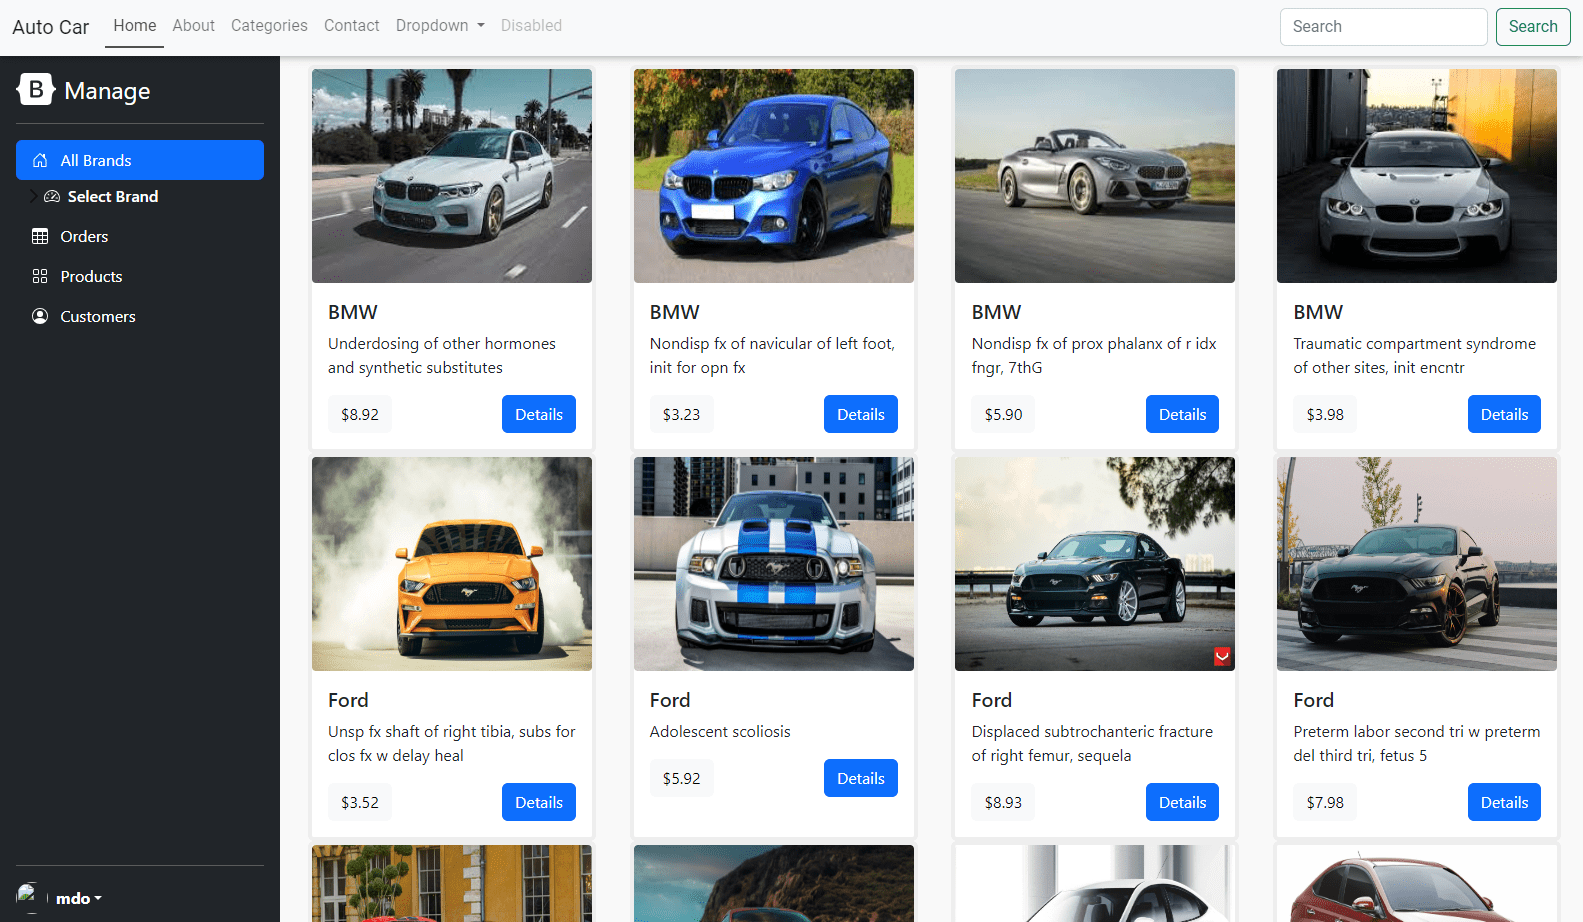 Auto Car Home About Categories Contact Dropdown Disabled Search Search
B Manage
All Brands
Select Brand
Orders
Products
Customers
mdo
BMW
Underdosing of other hormones
and synthetic substitutes
$8.92 Details
BMW
Nondisp fx of navicular of left foot,
init for opn fx
$3.23 Details
BMW
Nondisp fx of prox phalanx of r idx
fngr, 7thG
$5.90 Details
BMW
Traumatic compartment syndrome
of other sites, init encntr
$3.98 Details
Ford
Unsp fx shaft of right tibia, subs for
clos fx w delay heal
$3.52 Details
Ford
Adolescent scoliosis
$5.92 Details
Ford
Displaced subtrochanteric fracture
of right femur, sequela
$8.93 Details
Ford
Preterm labor second tri w preterm
del third tri, fetus 5
$7.98 Details